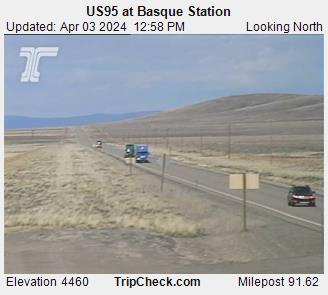 US95 at Basque Station
Updated: Apr 03 2024 12:58 PM Looking North
Elevation 4460 TripCheck.com Milepost 91.62